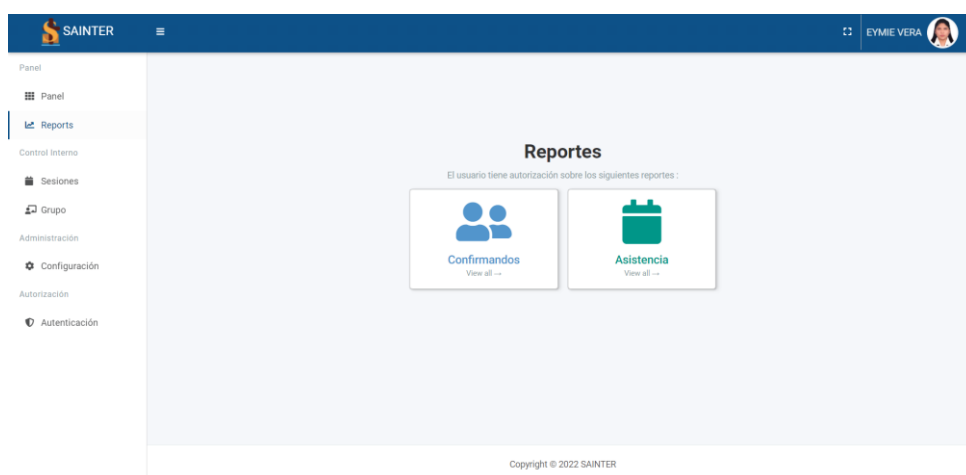 SAINTER
EYMIE VERA
Panel
Panel
Reports
Control Interno
Sesiones
Grupo
Administración
Configuración
Autorización
Autenticación
Reportes
El usuario tiene autorización sobre los siguientes reportes :
Confirmandos
View all →
Asistencia
View all →
Copyright © 2022 SAINTER